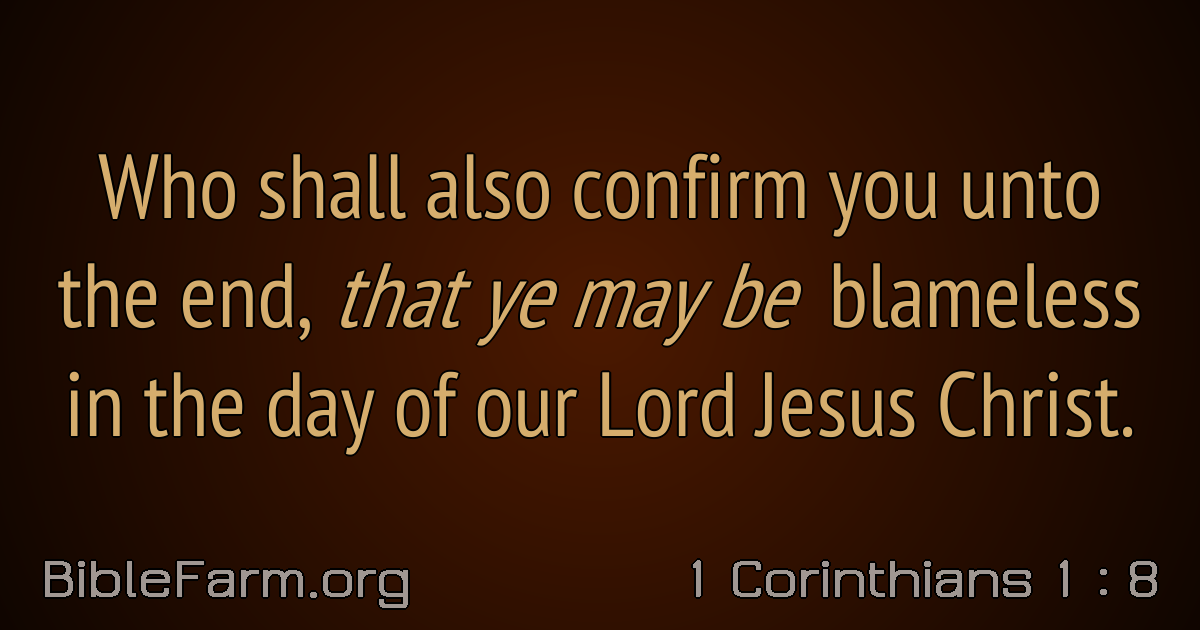 Who shall also confirm you unto
the end, that ye may be blameless
in the day of our Lord Jesus Christ.
BibleFarm.org
1 Corinthians 1 : 8